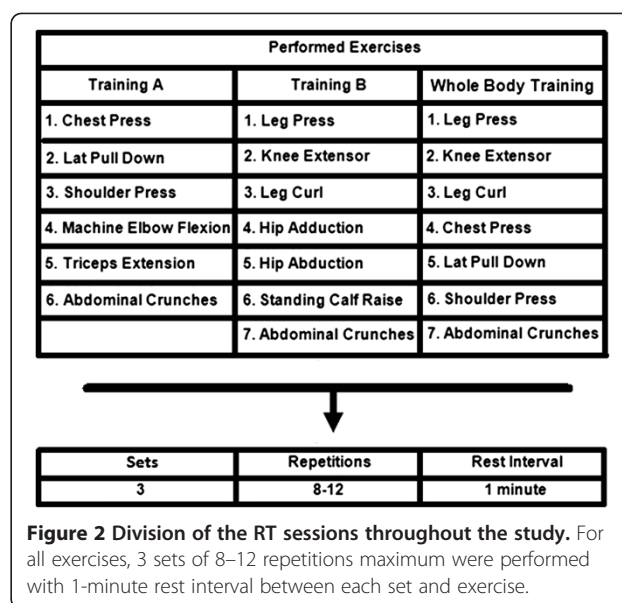 Performed Exercises
Training A Training B Whole Body Training
1. Chest Press 1. Leg Press 1. Leg Press
2. Lat Pull Down 2. Knee Extensor 2. Knee Extensor
3. Shoulder Press 3. Leg Curl 3. Leg Curl
4. Machine Elbow Flexion 4. Hip Adduction 4. Chest Press
5. Triceps Extension 5. Hip Abduction 5. Lat Pull Down
6. Abdominal Crunches 6. Standing Calf Raise 6. Shoulder Press
7. Abdominal Crunches 7. Abdominal Crunches
Sets Repetitions Rest Interval
3 8-12 1 minute
Figure 2 Division of the RT sessions throughout the study. For
all exercises, 3 sets of 8–12 repetitions maximum were performed
with 1-minute rest interval between each set and exercise.